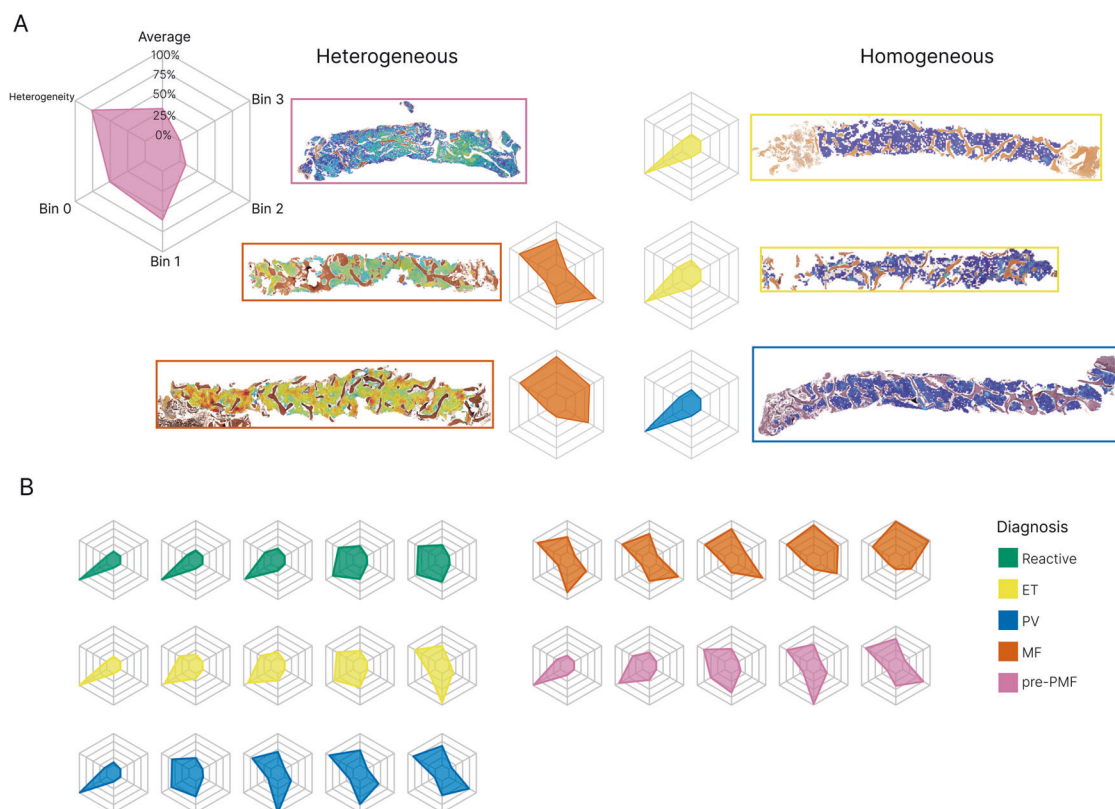 A
Average
100%
75%
50%
25%
0%
Heterogeneity
Bin 3
Bin 0
Bin 2
Bin 1
Heterogeneous
Homogeneous
B
Diagnosis
Reactive
ET
PV
MF
pre-PMF